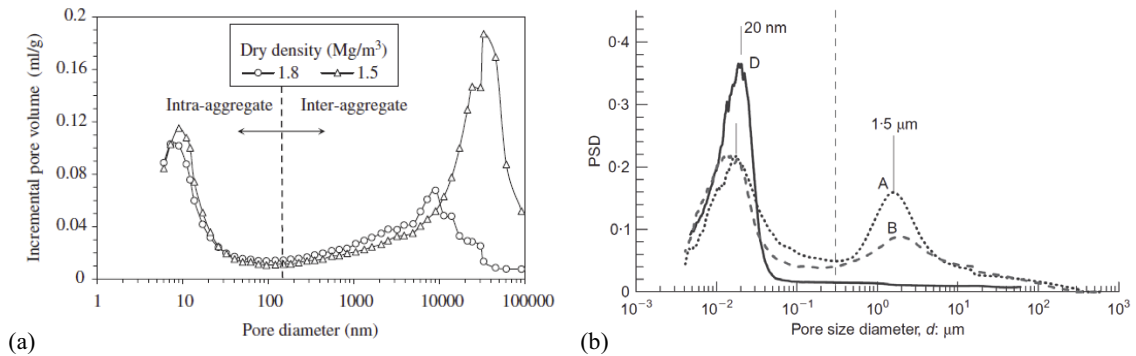 (a)
Incremental pore volume (ml/g)
0.2
0.16
0.12
0.08
0.04
0
Dry density (Mg/m³)
1.8 1.5
Intra-aggregate Inter-aggregate
1 10 100 1000 10000 100000
Pore diameter (nm)
(b)
PSD
0·4
0·3
0·2
0·1
0
20 nm
D
1·5 μm
A
B
10⁻³ 10⁻² 10⁻¹ 10⁰ 10¹ 10² 10³
Pore size diameter, d: μm